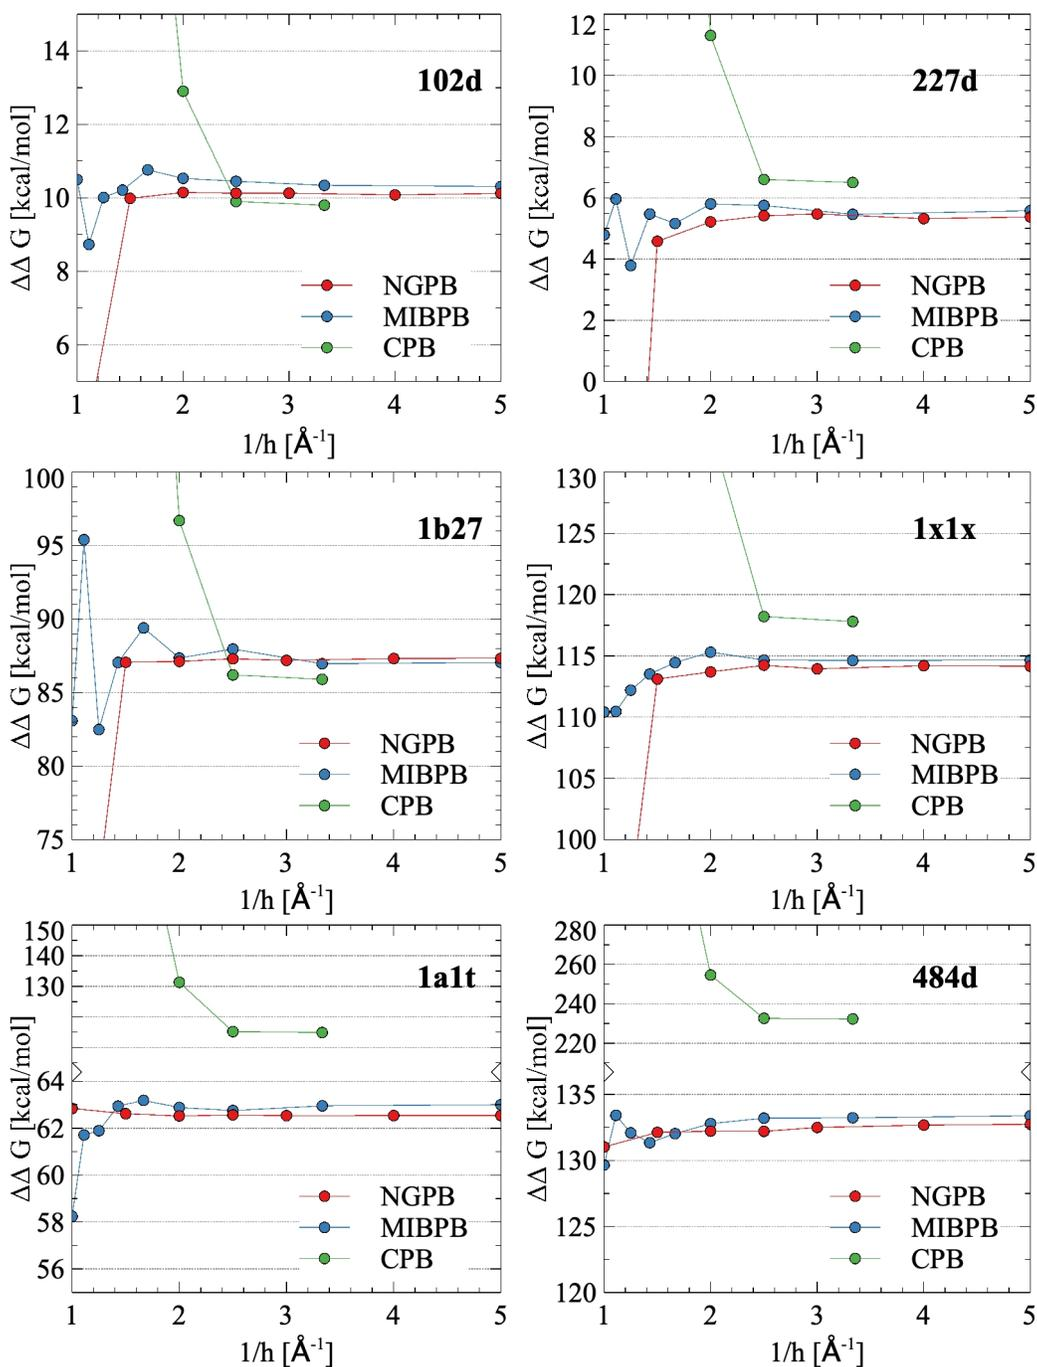 14
12
10
8
6
ΔΔ G [kcal/mol]
102d
NGPB
MIBPB
CPB
1 2 3 4 5
1/h [Å-1]
12
10
8
6
4
2
0
ΔΔ G [kcal/mol]
227d
NGPB
MIBPB
CPB
1 2 3 4 5
1/h [Å-1]
100
95
90
85
80
75
ΔΔ G [kcal/mol]
1b27
NGPB
MIBPB
CPB
1 2 3 4 5
1/h [Å-1]
130
125
120
115
110
105
100
ΔΔ G [kcal/mol]
1x1x
NGPB
MIBPB
CPB
1 2 3 4 5
1/h [Å-1]
150
140
130
64
62
60
58
56
ΔΔ G [kcal/mol]
1a1t
NGPB
MIBPB
CPB
1 2 3 4 5
1/h [Å-1]
280
260
240
220
135
130
125
120
ΔΔ G [kcal/mol]
484d
NGPB
MIBPB
CPB
1 2 3 4 5
1/h [Å-1]